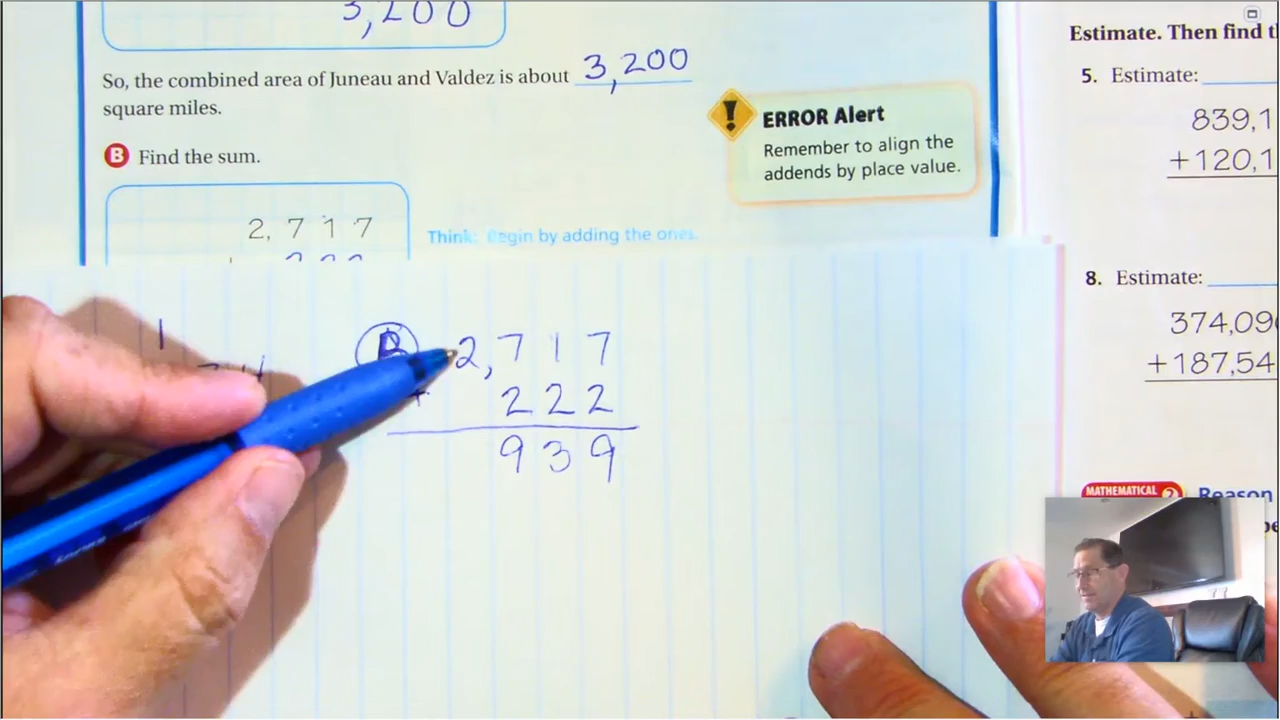 3,200
So, the combined area of Juneau and Valdez is about 3,200
square miles.
B Find the sum.
2, 7 1 7
Think: Begin by adding the ones.
! ERROR Alert
Remember to align the
addends by place value.
B 2,717
+ 222
939
Estimate. Then find
5. Estimate:
839,1
+120,1
8. Estimate:
374,09
+187,54
MATHEMATICAL
Reason